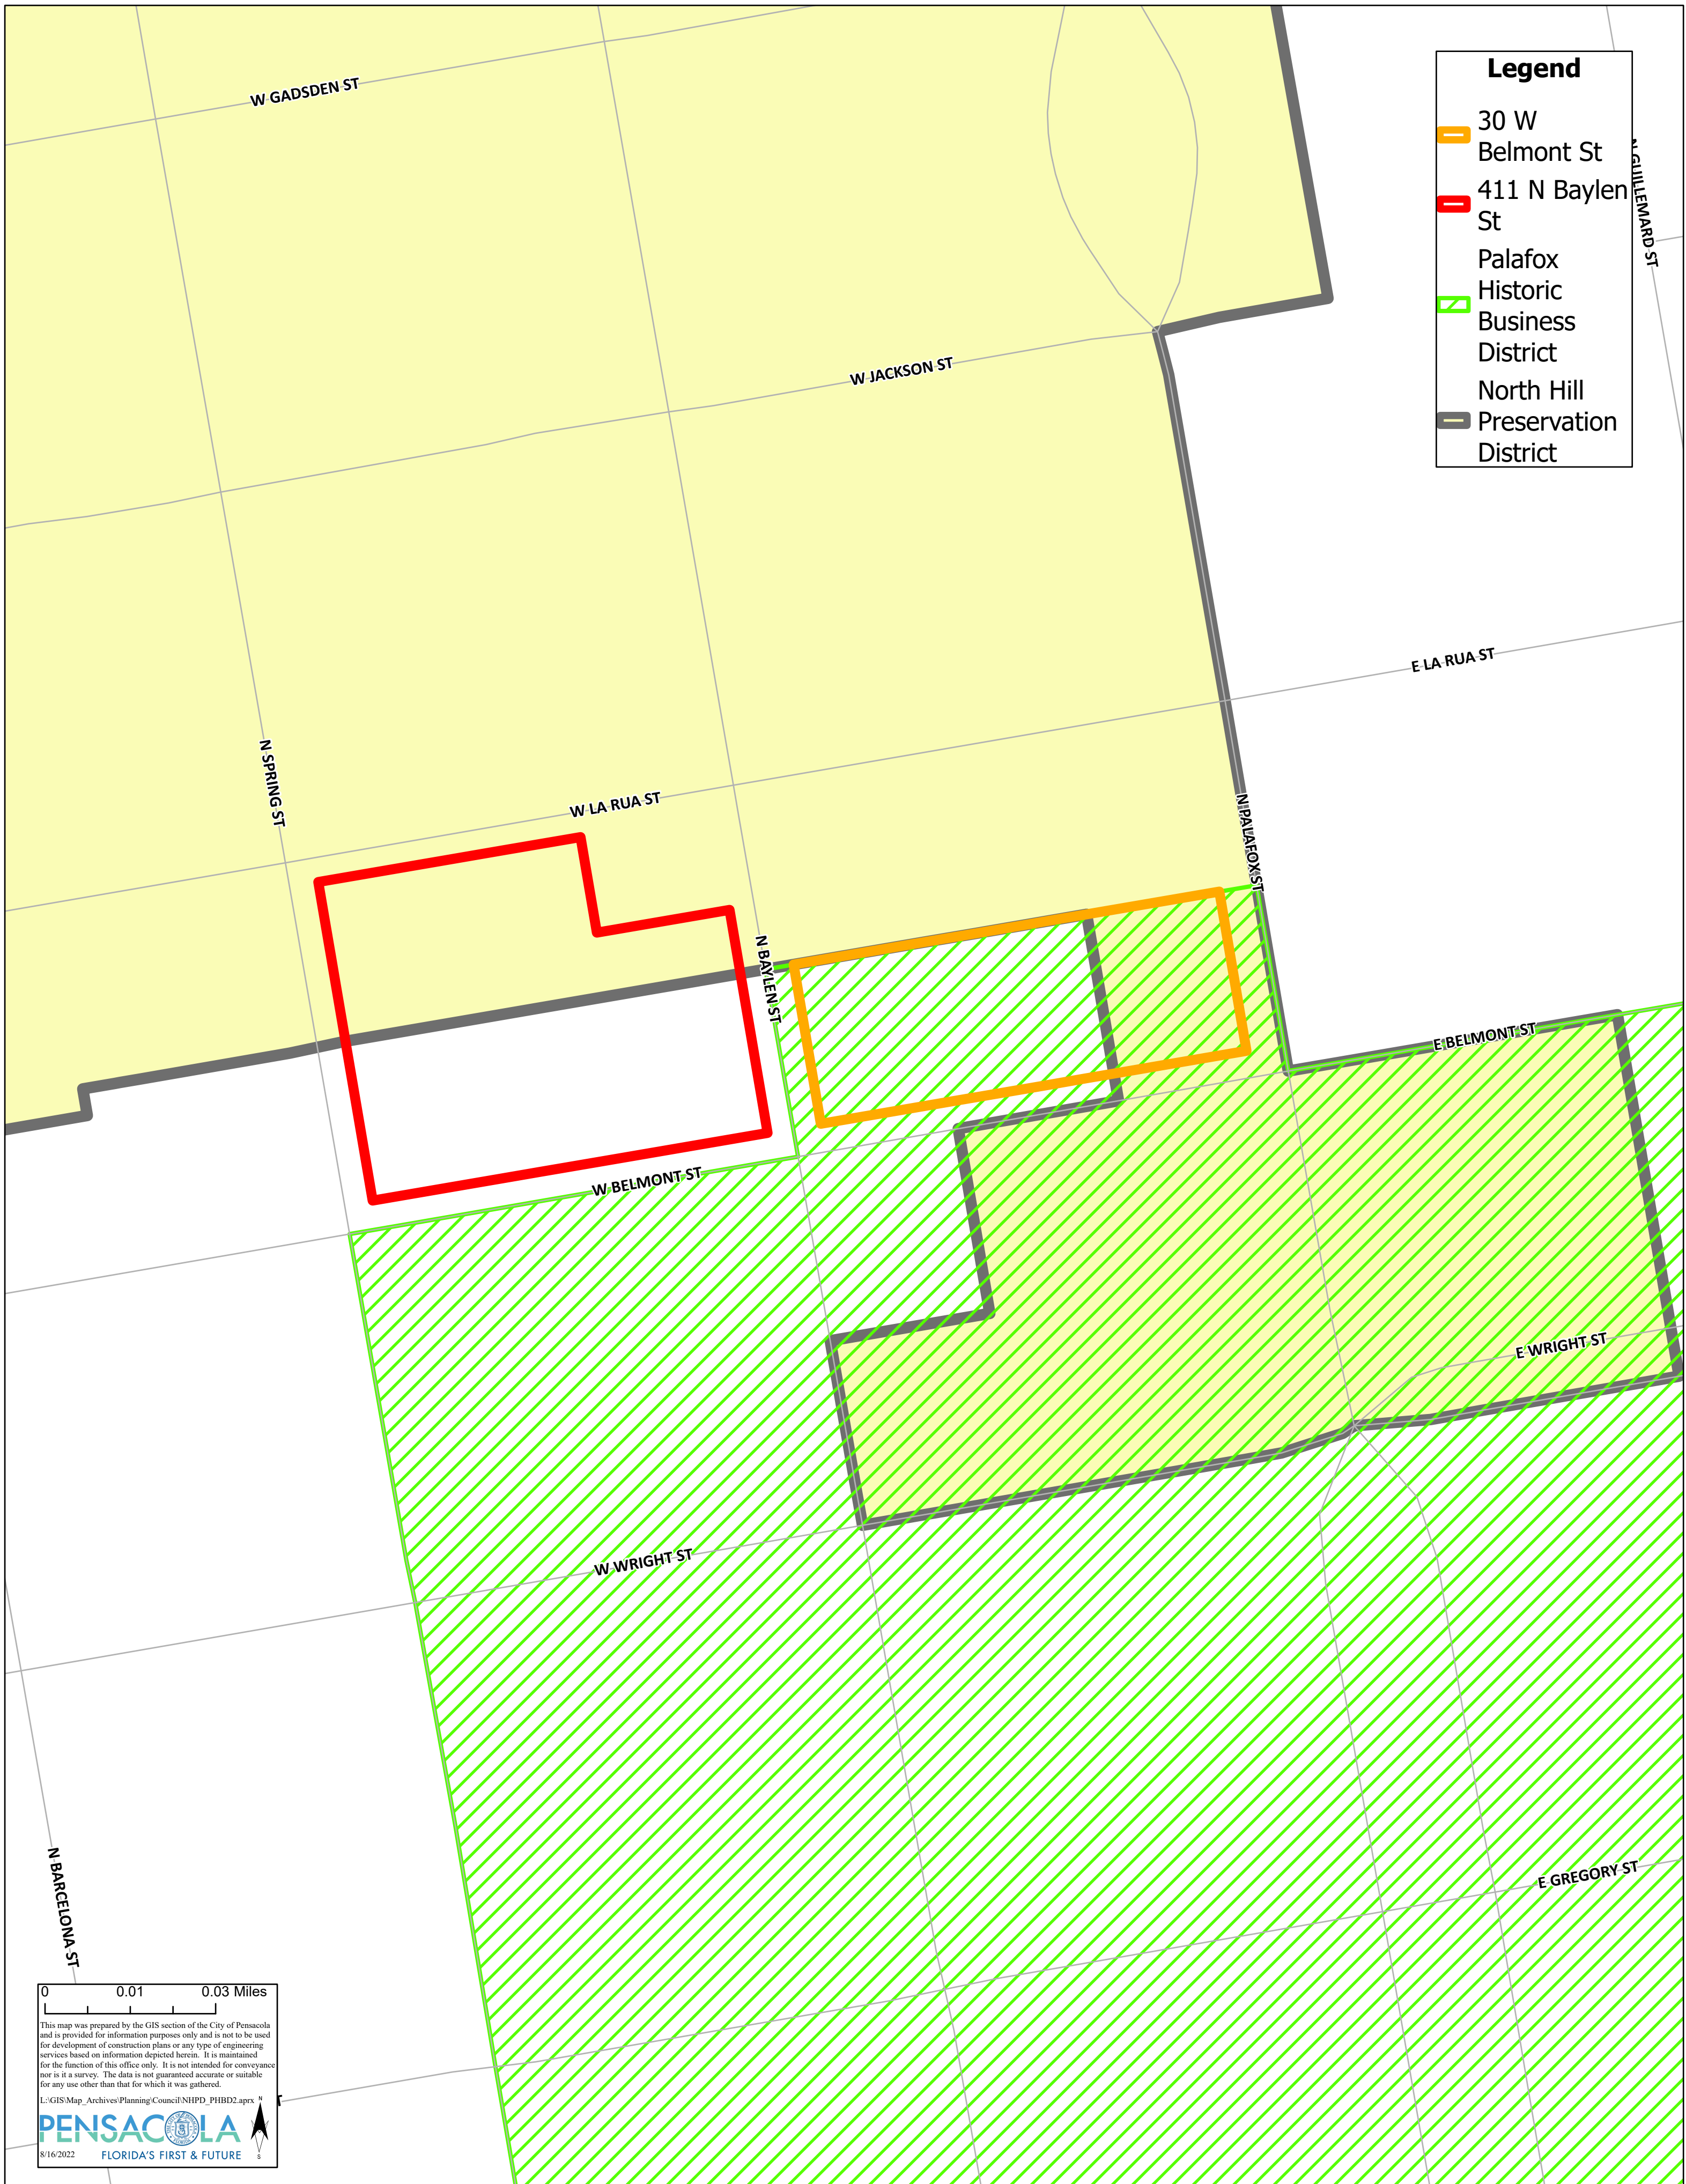 W GADSDEN ST
Legend
30 W
Belmont St
411 N Baylen
St
Palafox
Historic
Business
District
North Hill
Preservation
District
N GUILLEMARD ST
W JACKSON ST
E LA RUA ST
N SPRING ST
W LA RUA ST
N PALAFOX ST
N BAYLEN ST
E BELMONT ST
W BELMONT ST
E WRIGHT ST
W WRIGHT ST
E GREGORY ST
N BARCELONA ST
0 0.01 0.03 Miles
This map was prepared by the GIS section of the City of Pensacola
and is provided for information purposes only and is not to be used
for development of construction plans or any type of engineering
services based on information depicted herein. It is maintained
for the function of this office only. It is not intended for conveyance
nor is it a survey. The data is not guaranteed accurate or suitable
for any use other than that for which it was gathered.
L:\GIS\Map_Archives\Planning\Council\NHPD_PHBD2.aprx
N
T
PENSACOLA
S
8/16/2022 FLORIDA'S FIRST & FUTURE